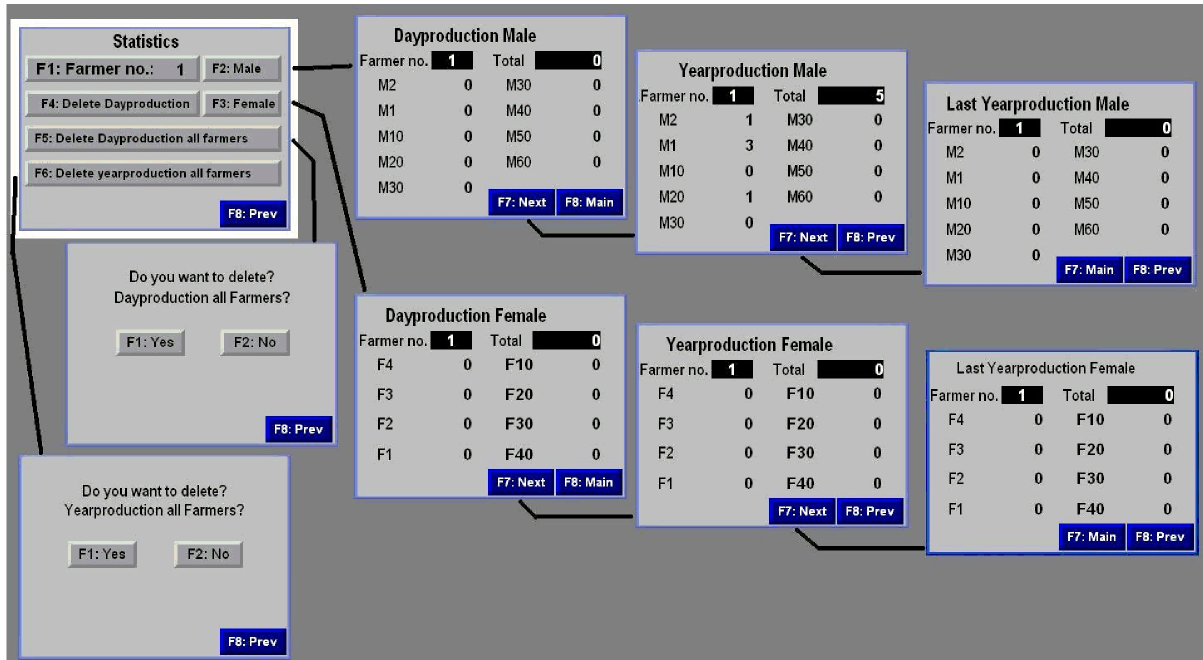 Statistics
F1: Farmer no.: 1 F2: Male
F4: Delete Dayproduction F3: Female
F5: Delete Dayproduction all farmers
F6: Delete yearproduction all farmers
F8: Prev
Dayproduction Male
Farmer no. 1 Total 0
M2 0 M30 0
M1 0 M40 0
M10 0 M50 0
M20 0 M60 0
M30 0
F7: Next F8: Main
Yearproduction Male
Farmer no. 1 Total 5
M2 1 M30 0
M1 3 M40 0
M10 0 M50 0
M20 1 M60 0
M30 0
F7: Next F8: Prev
Last Yearproduction Male
Farmer no. 1 Total 0
M2 0 M30 0
M1 0 M40 0
M10 0 M50 0
M20 0 M60 0
M30 0
F7: Main F8: Prev
Do you want to delete?
Dayproduction all Farmers?
F1: Yes F2: No
F8: Prev
Dayproduction Female
Farmer no. 1 Total 0
F4 0 F10 0
F3 0 F20 0
F2 0 F30 0
F1 0 F40 0
F7: Next F8: Main
Yearproduction Female
Farmer no. 1 Total 0
F4 0 F10 0
F3 0 F20 0
F2 0 F30 0
F1 0 F40 0
F7: Next F8: Prev
Last Yearproduction Female
Farmer no. 1 Total 0
F4 0 F10 0
F3 0 F20 0
F2 0 F30 0
F1 0 F40 0
F7: Main F8: Prev
Do you want to delete?
Yearproduction all Farmers?
F1: Yes F2: No
F8: Prev